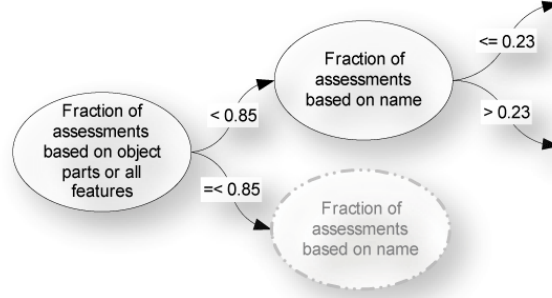 <= 0.23
Fraction of
assessments
based on name
> 0.23
< 0.85
Fraction of
assessments
based on object
parts or all
features
=< 0.85
Fraction of
assessments
based on name